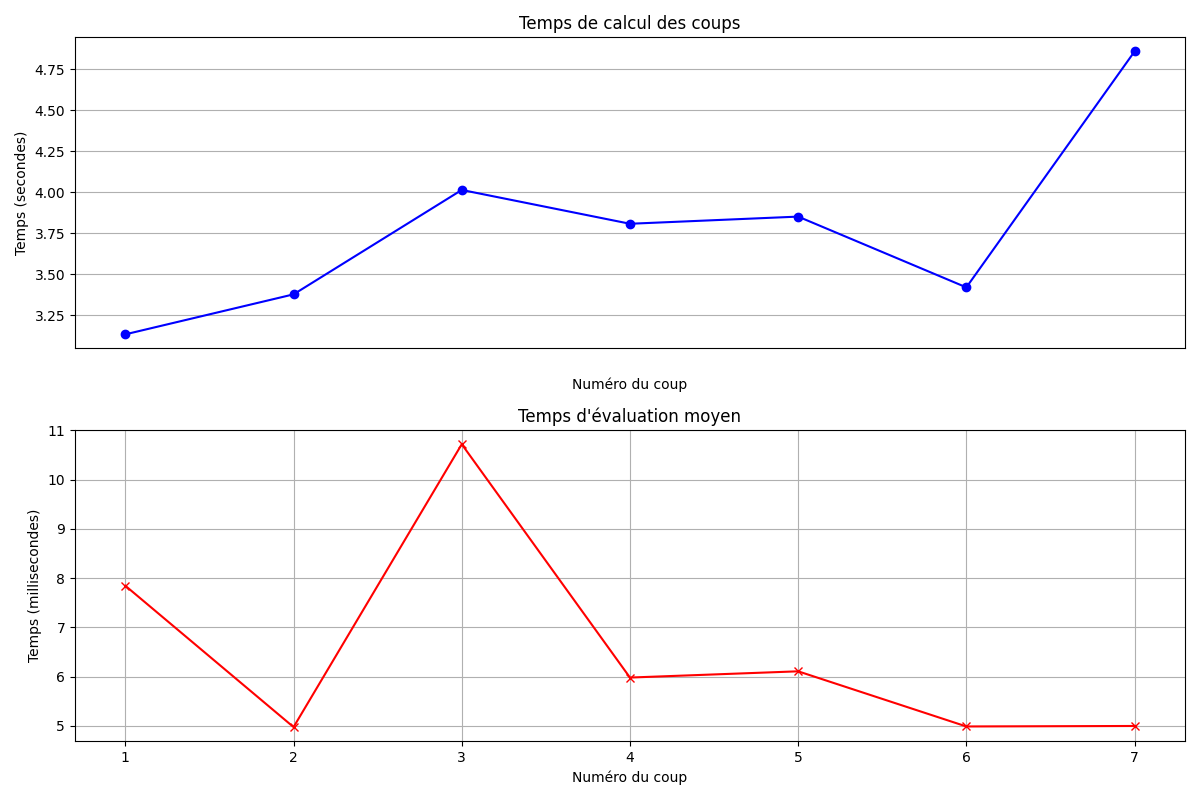 Temps de calcul des coups
Temps (secondes)
4.75
4.50
4.25
4.00
3.75
3.50
3.25
Numéro du coup
Temps d'évaluation moyen
Temps (millisecondes)
11
10
9
8
7
6
5
1 2 3 4 5 6 7
Numéro du coup